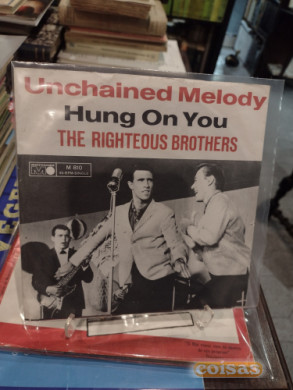 Unchained Melody
Hung On You
THE RIGHTEOUS BROTHERS
coisas